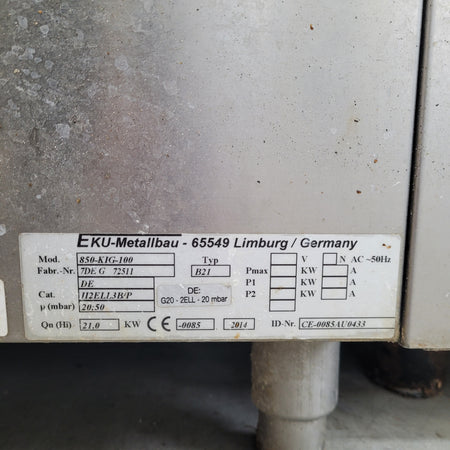 EKU-Metallbau - 65549 Limburg / Germany
Mod. 850-KIG-100 Typ V N AC ~50Hz
Fabr.-Nr. 7DE G 72511 B21 Pmax KW A
DE P1 KW A
Cat. II2ELL3B/P DE: P2 KW A
p (mbar) 20;50 G20 - 2ELL - 20 mbar
Qn (Hi) 21,0 KW CE -0085 2014 ID-Nr. CE-0085AU0433